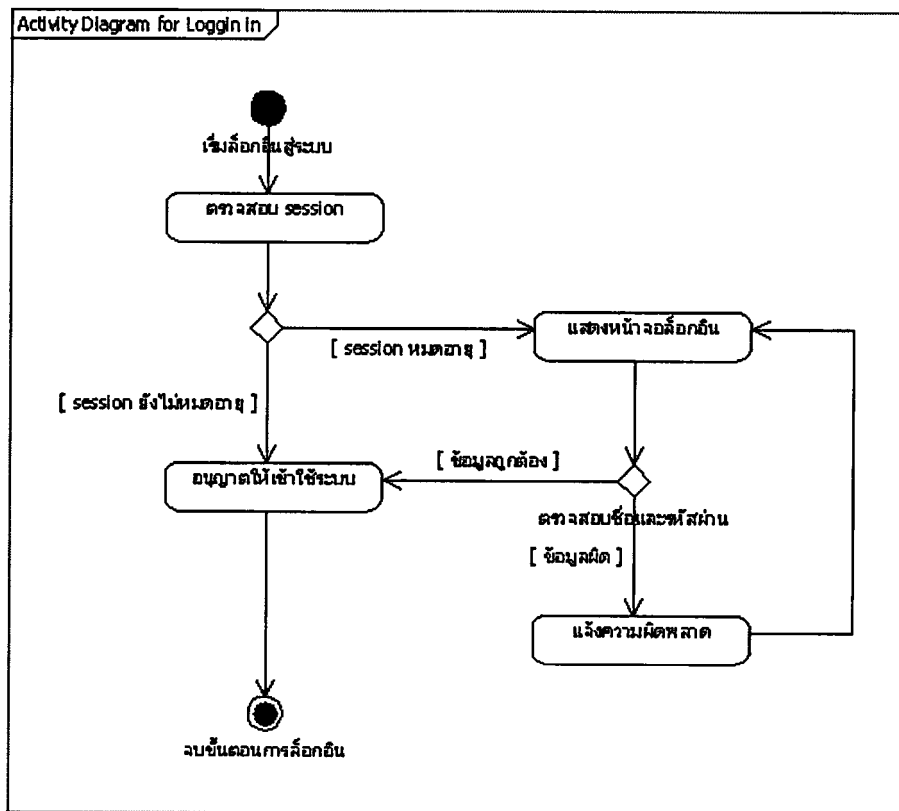 Activity Diagram for Loggin in
เริ่มล็อกอินสู่ระบบ
ตรวจสอบ session
แสดงหน้าจอล็อกอิน
[ session หมดอายุ ]
[ session ยังไม่หมดอายุ ]
[ ข้อมูลถูกต้อง ]
อนุญาตให้เข้าใช้ระบบ
ตรวจสอบชื่อและรหัสผ่าน
[ ข้อมูลผิด ]
แจ้งความผิดพลาด
จบขั้นตอนการล็อกอิน